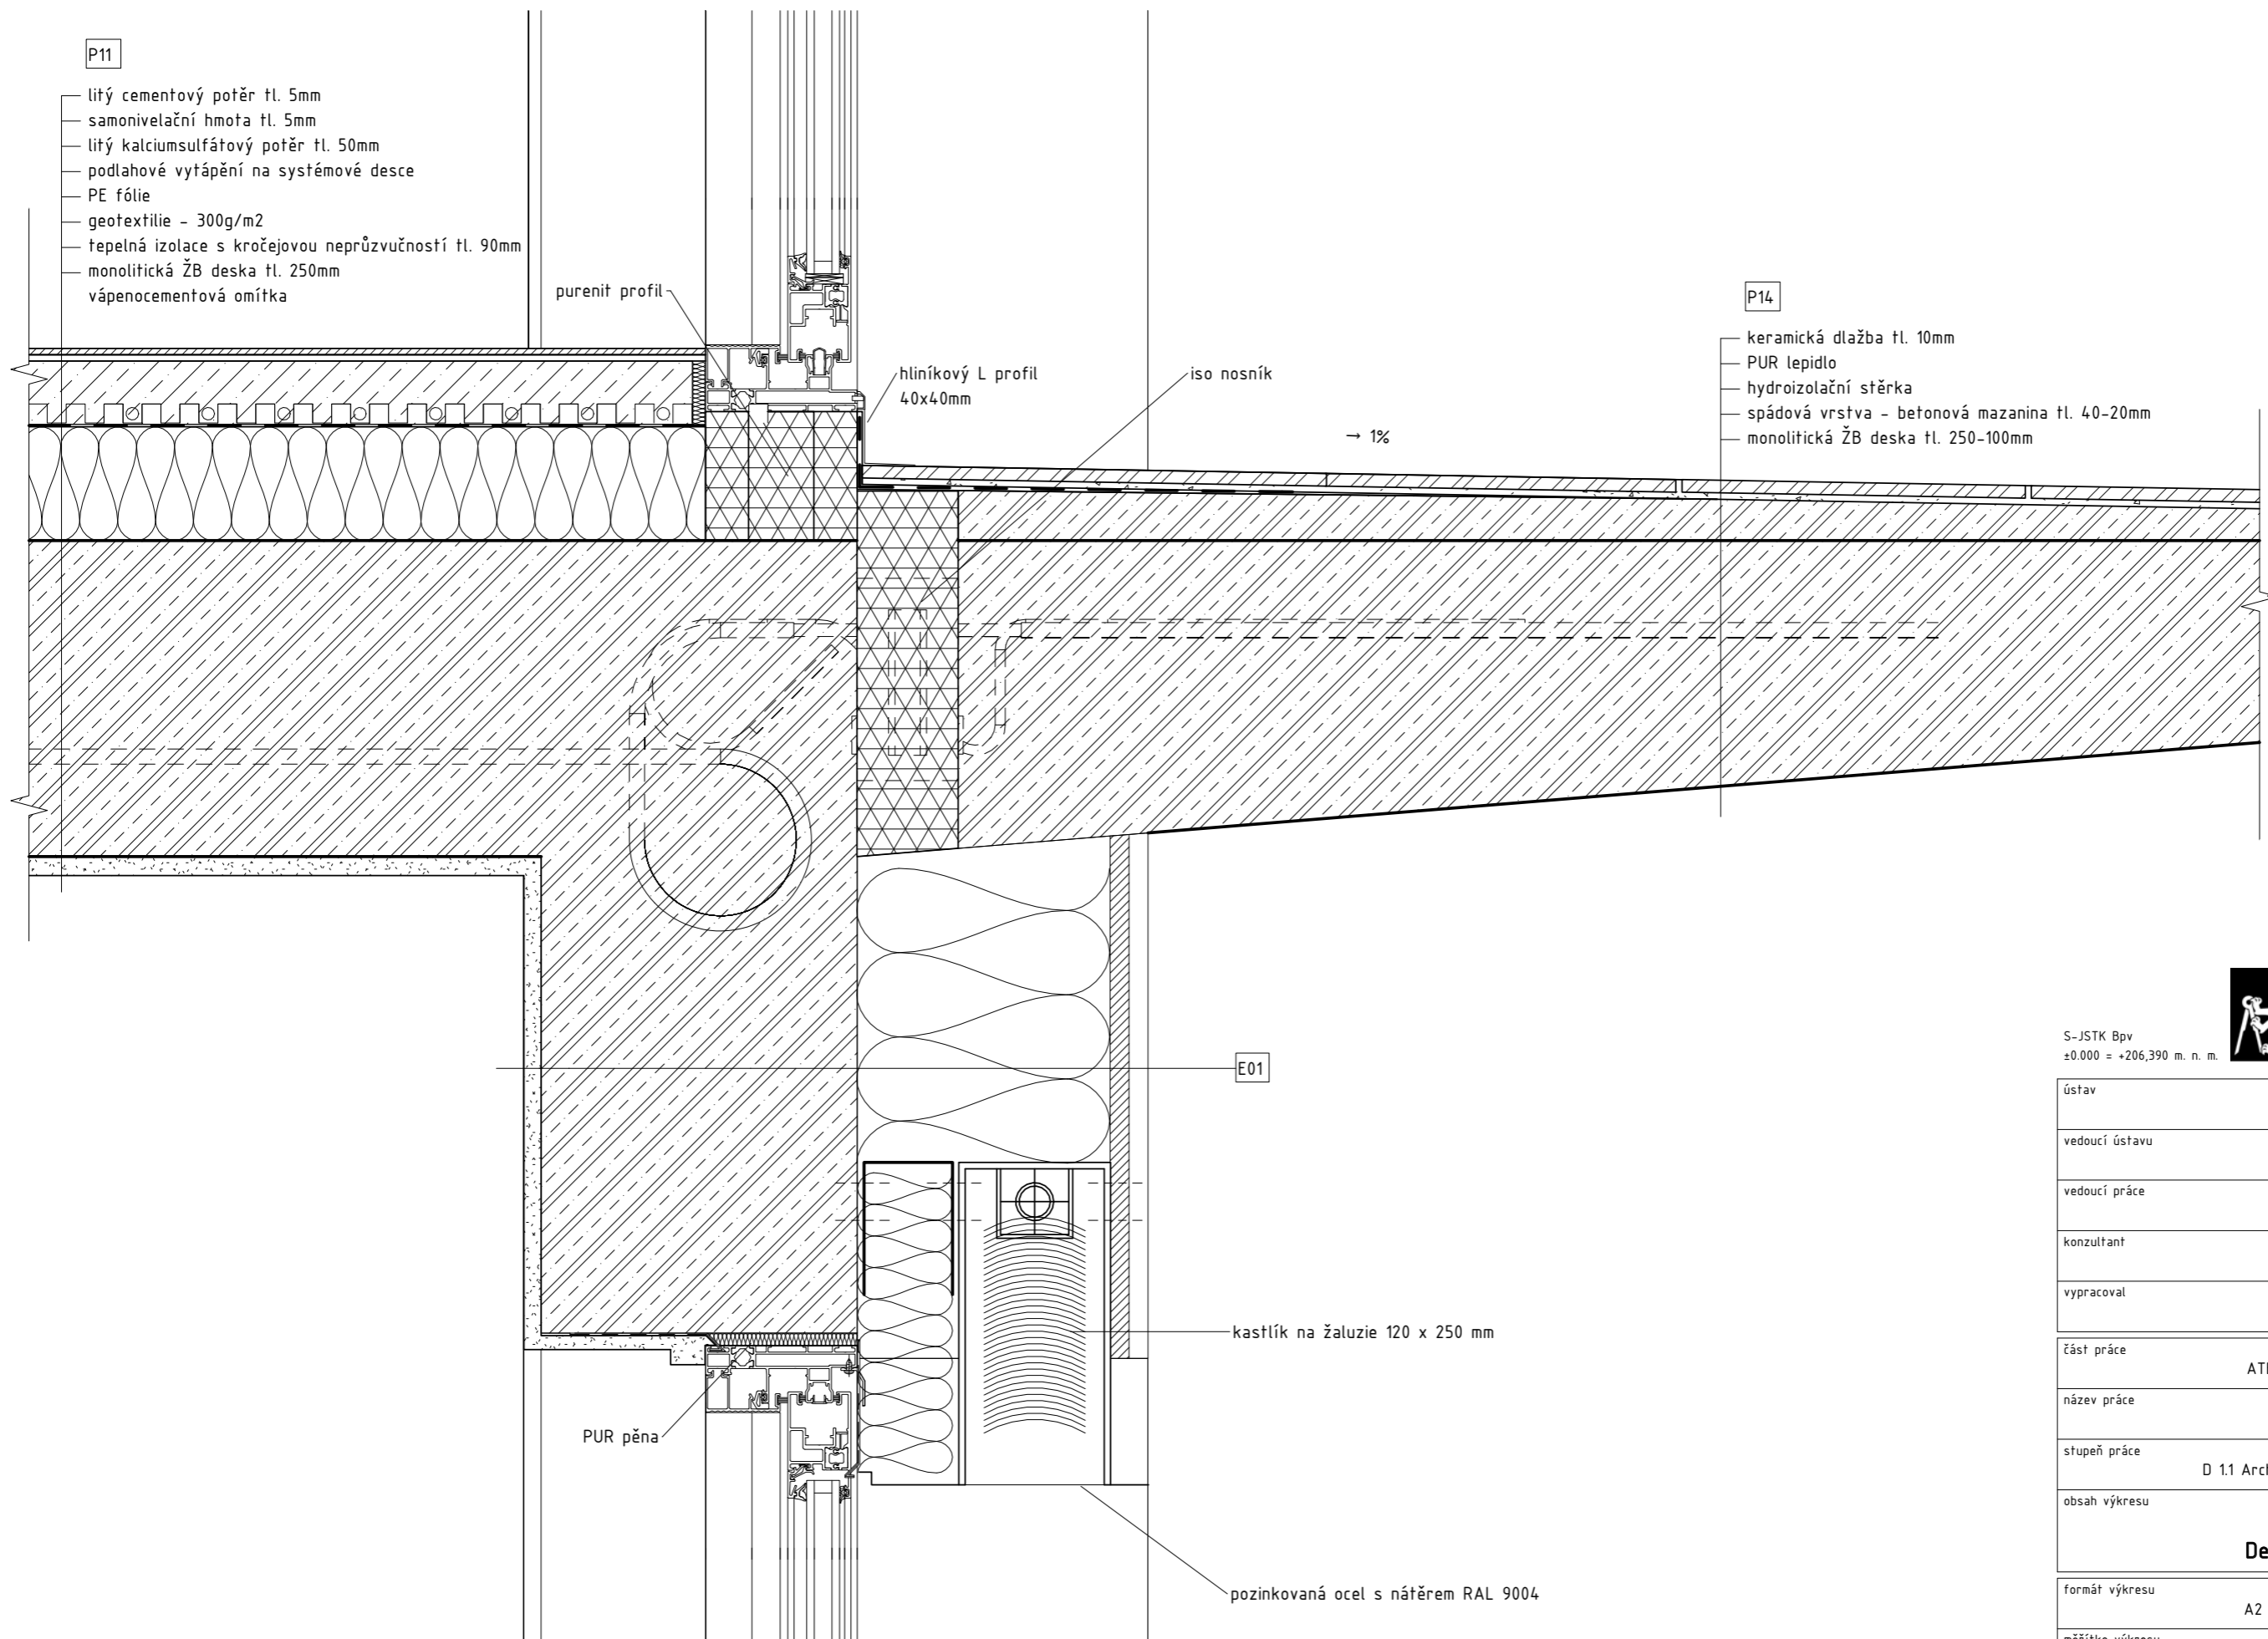 P11
litý cementový potěr tl. 5mm
samonivelační hmota tl. 5mm
litý kalciumsulfátový potěr tl. 50mm
podlahové vytápění na systémové desce
PE fólie
geotextilie - 300g/m2
tepelná izolace s kročejovou neprůzvučností tl. 90mm
monolitická ŽB deska tl. 250mm
vápenocementová omítka
purenit profil
hliníkový L profil
40x40mm
iso nosník
→ 1%
P14
keramická dlažba tl. 10mm
PUR lepidlo
hydroizolační stěrka
spádová vrstva - betonová mazanina tl. 40-20mm
monolitická ŽB deska tl. 250-100mm
E01
kastlík na žaluzie 120 x 250 mm
PUR pěna
pozinkovaná ocel s nátěrem RAL 9004
S-JSTK Bpv
±0.000 = +206,390 m. n. m.
ústav
vedoucí ústavu
vedoucí práce
konzultant
vypracoval
část práce
název práce
stupeň práce
D 1.1
obsah výkresu
formát výkresu
A2